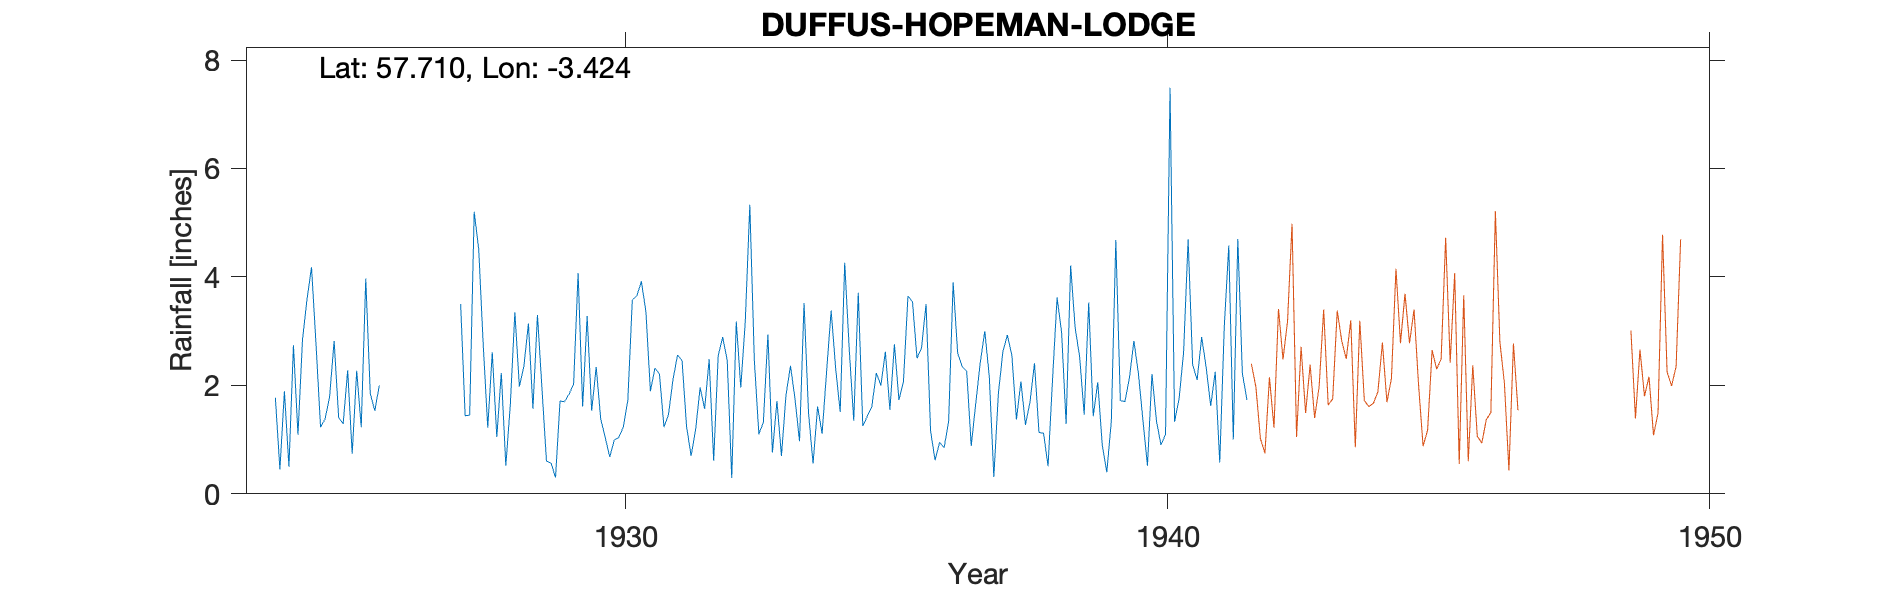 DUFFUS-HOPEMAN-LODGE
Lat: 57.710, Lon: -3.424
8
6
4
2
0
Rainfall [inches]
1930
1940
1950
Year